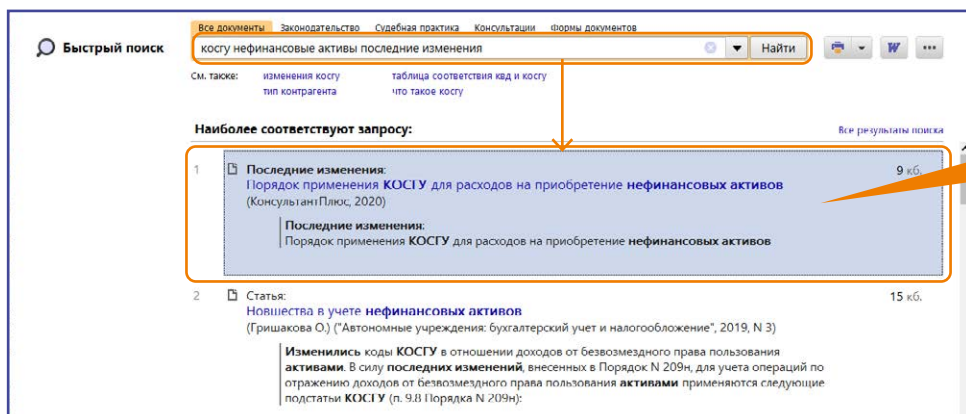 Все документы Законодательство Судебная практика Консультации Формы документов
Быстрый поиск
косгу нефинансовые активы последние изменения
Найти
W
См. также: изменения косгу таблица соответствия квд и косгу
тип контрагента что такое косгу
Наиболее соответствуют запросу: Все результаты поиска
1 Последние изменения: 9 кб.
Порядок применения КОСГУ для расходов на приобретение нефинансовых активов
(КонсультантПлюс, 2020)
Последние изменения:
Порядок применения КОСГУ для расходов на приобретение нефинансовых активов
2 Статья: 15 кб.
Новшества в учете нефинансовых активов
(Гришакова О.) ("Автономные учреждения: бухгалтерский учет и налогообложение", 2019, N 3)
Изменились коды КОСГУ в отношении доходов от безвозмездного права пользования
активами. В силу последних изменений, внесенных в Порядок N 209н, для учета операций по
отражению доходов от безвозмездного права пользования активами применяются следующие
подстатьи КОСГУ (п. 9.8 Порядка N 209н):